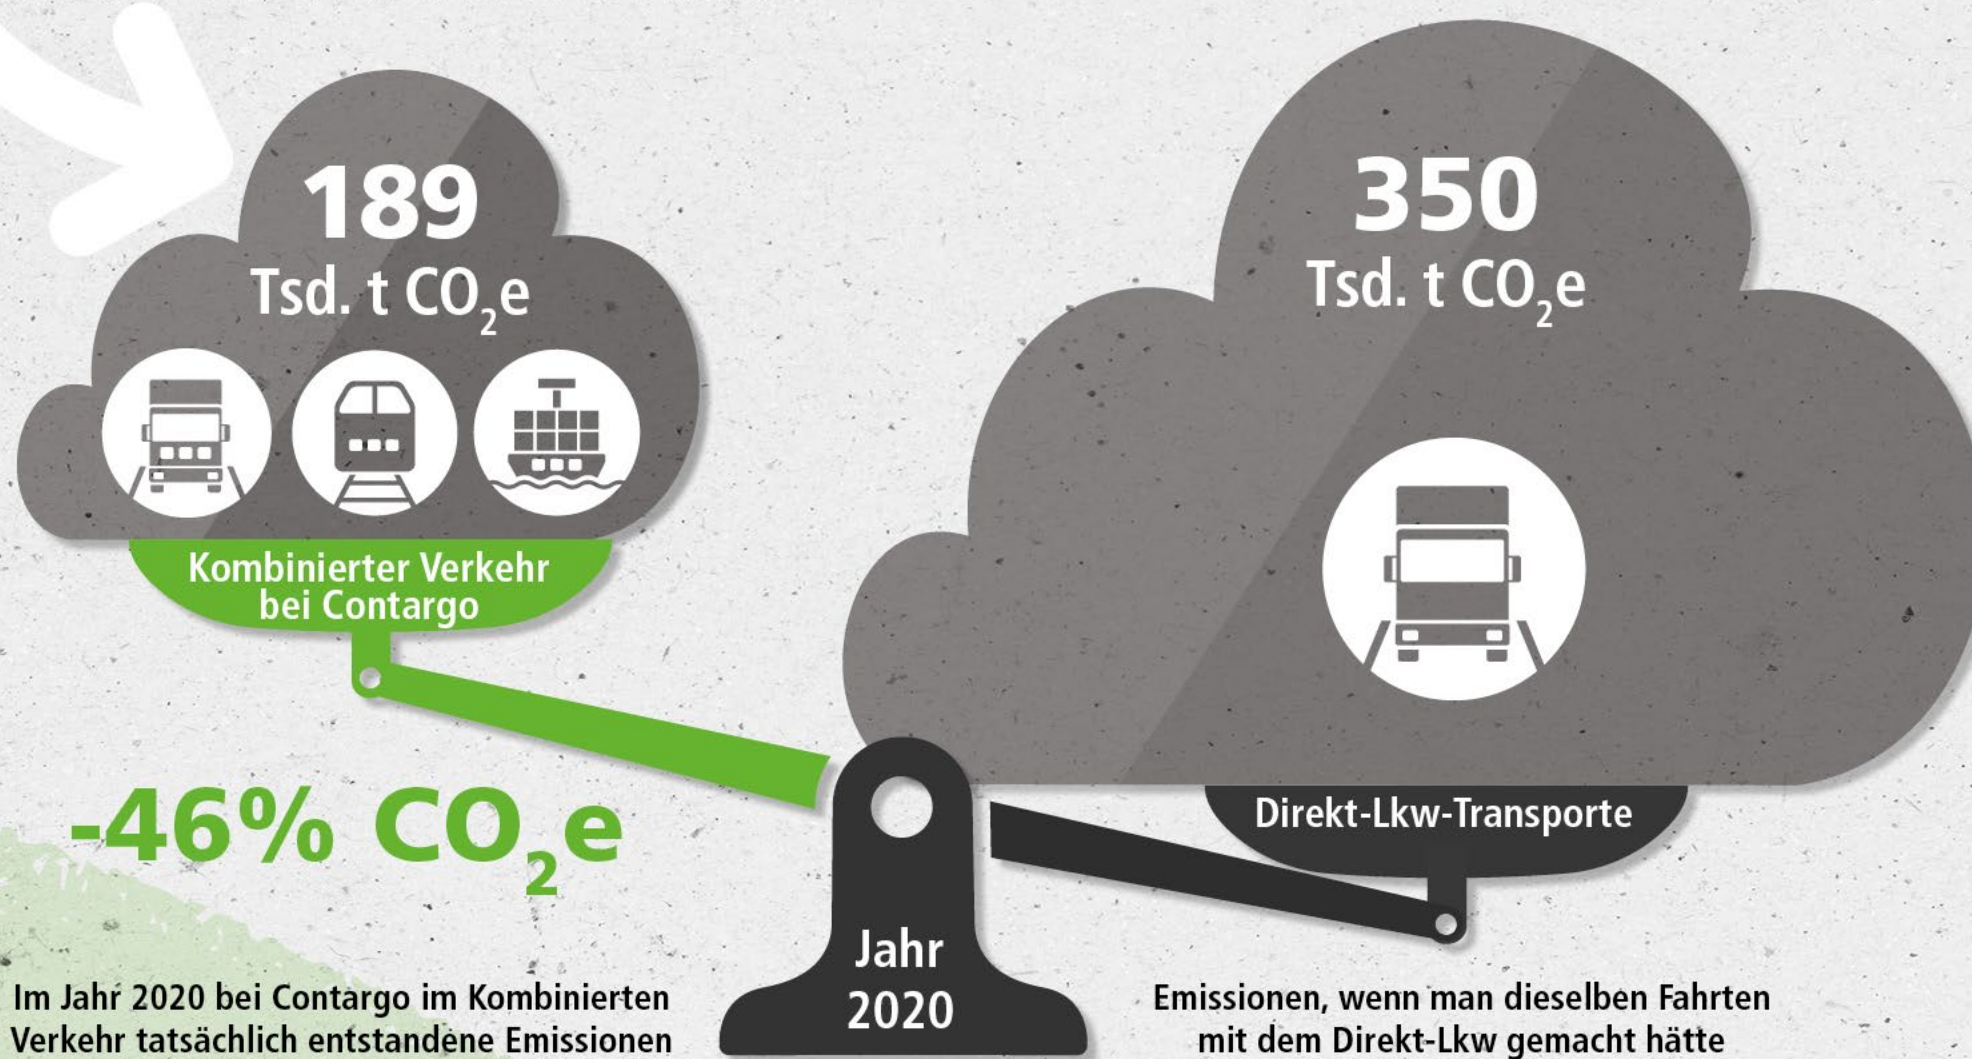 189
Tsd. t CO₂e
Kombinierter Verkehr
bei Contargo
-46% CO₂e
Im Jahr 2020 bei Contargo im Kombinierten
Verkehr tatsächlich entstandene Emissionen
Jahr
2020
350
Tsd. t CO₂e
Direkt-Lkw-Transporte
Emissionen, wenn man dieselben Fahrten
mit dem Direkt-Lkw gemacht hätte